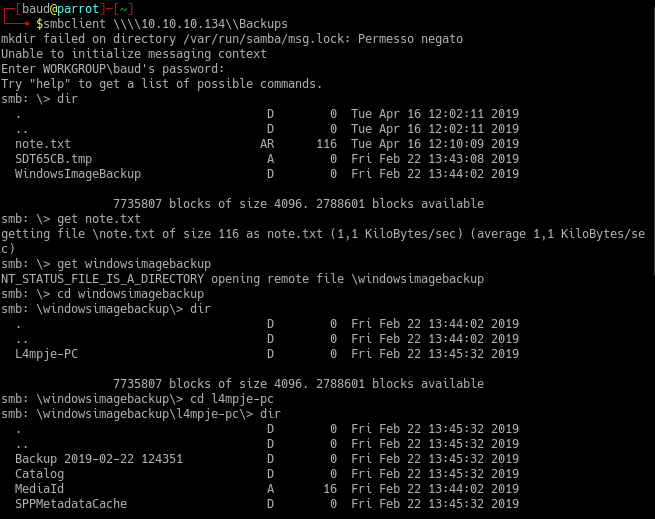 [baud@parrot]-[~]
$smbclient \\\\10.10.10.134\\Backups
mkdir failed on directory /var/run/samba/msg.lock: Permesso negato
Unable to initialize messaging context
Enter WORKGROUP\baud's password:
Try "help" to get a list of possible commands.
smb: \> dir
  .                                   D        0  Tue Apr 16 12:02:11 2019
  ..                                  D        0  Tue Apr 16 12:02:11 2019
  note.txt                           AR      116  Tue Apr 16 12:10:09 2019
  SDT65CB.tmp                         A        0  Fri Feb 22 13:43:08 2019
  WindowsImageBackup                  D        0  Fri Feb 22 13:44:02 2019
                7735807 blocks of size 4096. 2788601 blocks available
smb: \> get note.txt
getting file \note.txt of size 116 as note.txt (1,1 KiloBytes/sec) (average 1,1 KiloBytes/se
c)
smb: \> get windowsimagebackup
NT_STATUS_FILE_IS_A_DIRECTORY opening remote file \windowsimagebackup
smb: \> cd windowsimagebackup
smb: \windowsimagebackup\> dir
  .                                   D        0  Fri Feb 22 13:44:02 2019
  ..                                  D        0  Fri Feb 22 13:44:02 2019
  L4mpje-PC                           D        0  Fri Feb 22 13:45:32 2019
                7735807 blocks of size 4096. 2788601 blocks available
smb: \windowsimagebackup\> cd l4mpje-pc
smb: \windowsimagebackup\l4mpje-pc\> dir
  .                                   D        0  Fri Feb 22 13:45:32 2019
  ..                                  D        0  Fri Feb 22 13:45:32 2019
  Backup 2019-02-22 124351            D        0  Fri Feb 22 13:45:32 2019
  Catalog                             D        0  Fri Feb 22 13:45:32 2019
  MediaId                             A       16  Fri Feb 22 13:44:02 2019
  SPPMetadataCache                    D        0  Fri Feb 22 13:45:32 2019